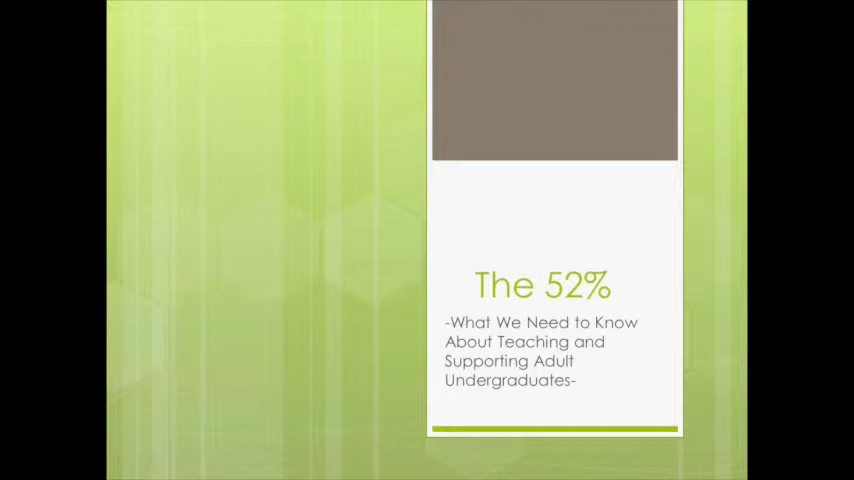 The 52%
-What We Need to Know
About Teaching and
Supporting Adult
Undergraduates-